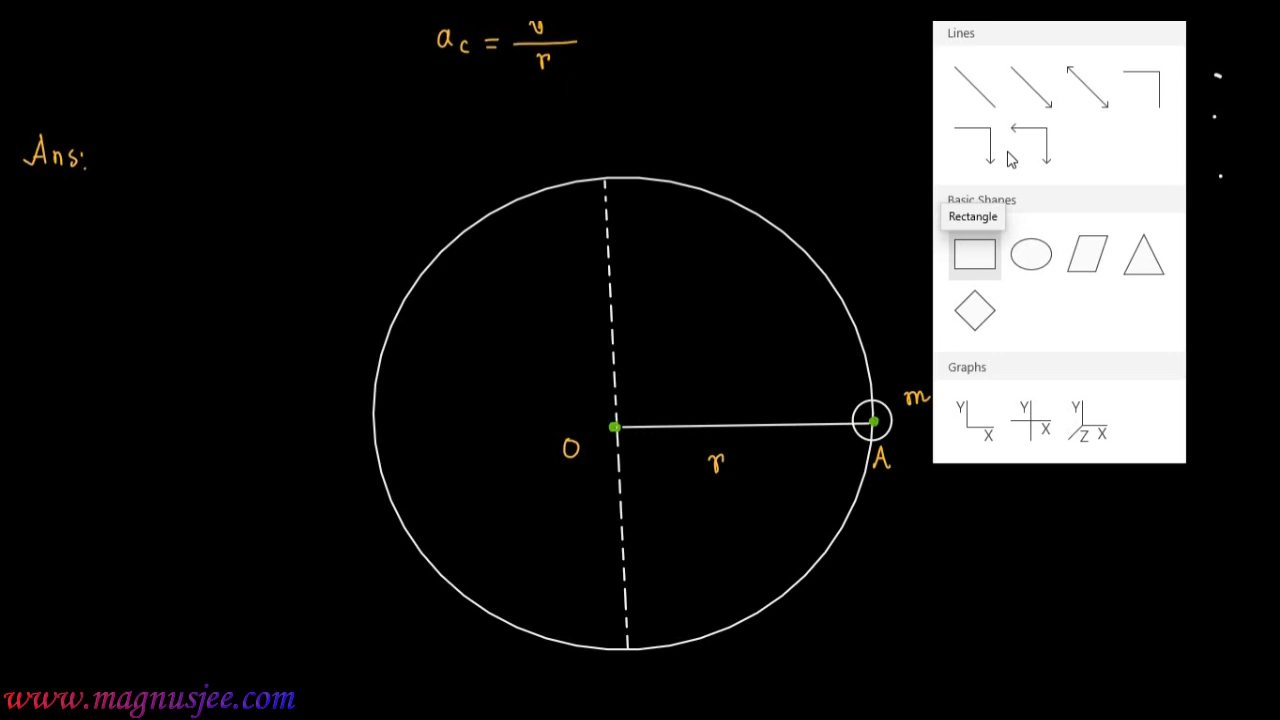 a_c = v/r
Ans:
O
r
m
A
Lines
Basic Shapes
Rectangle
Graphs
Y X
Y X
Y Z X
www.magnusjee.com